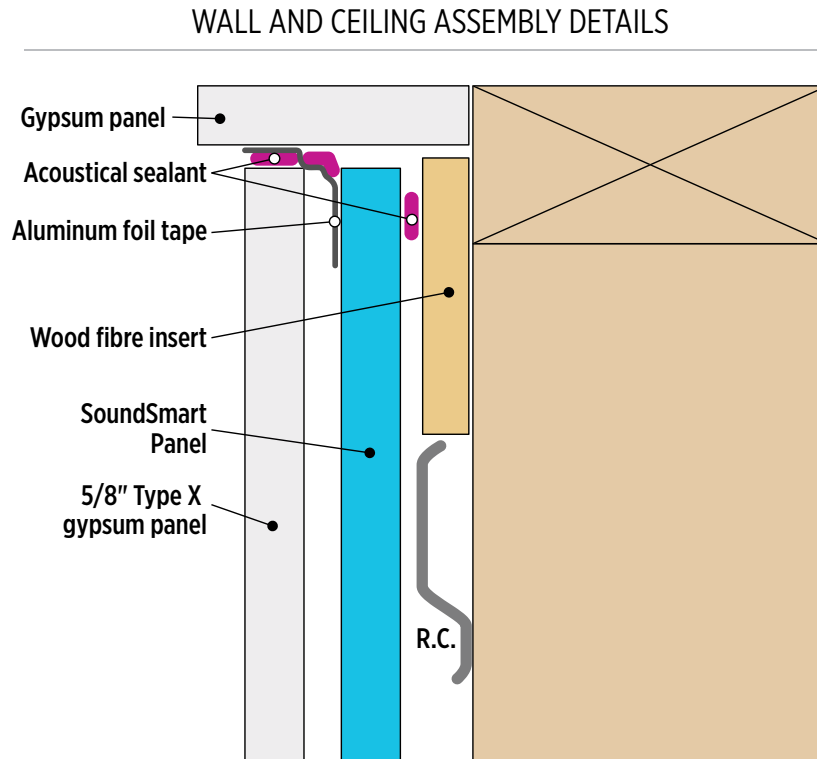 WALL AND CEILING ASSEMBLY DETAILS
Gypsum panel
Acoustical sealant
Aluminum foil tape
Wood fibre insert
SoundSmart
Panel
5/8" Type X
gypsum panel
R.C.